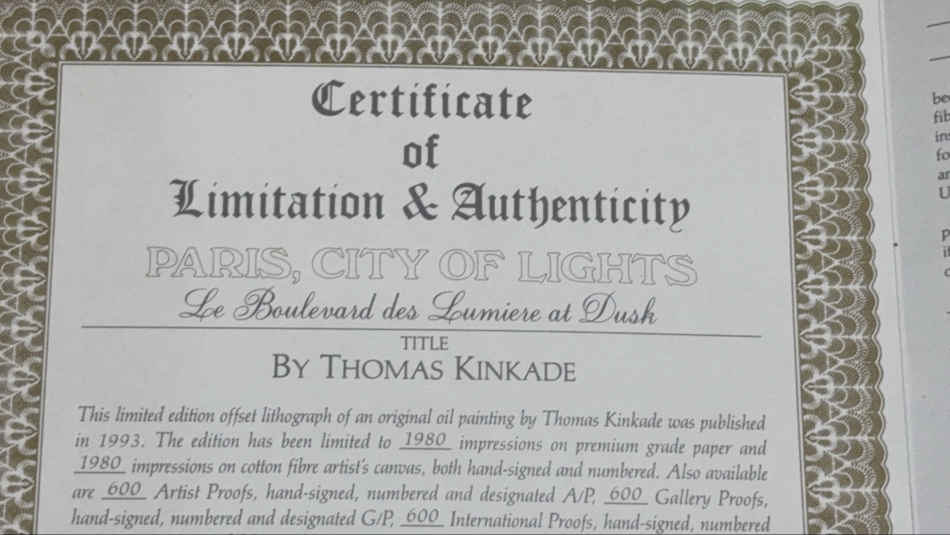 Certificate
of
Limitation & Authenticity
PARIS, CITY OF LIGHTS
Le Boulevard des Lumiere at Dusk
TITLE
BY THOMAS KINKADE
This limited edition offset lithograph of an original oil painting by Thomas Kinkade was published
in 1993. The edition has been limited to 1980 impressions on premium grade paper and
1980 impressions on cotton fibre artist's canvas, both hand-signed and numbered. Also available
are 600 Artist Proofs, hand-signed, numbered and designated A/P, 600 Gallery Proofs,
hand-signed, numbered and designated G/P, 600 International Proofs, hand-signed, numbered